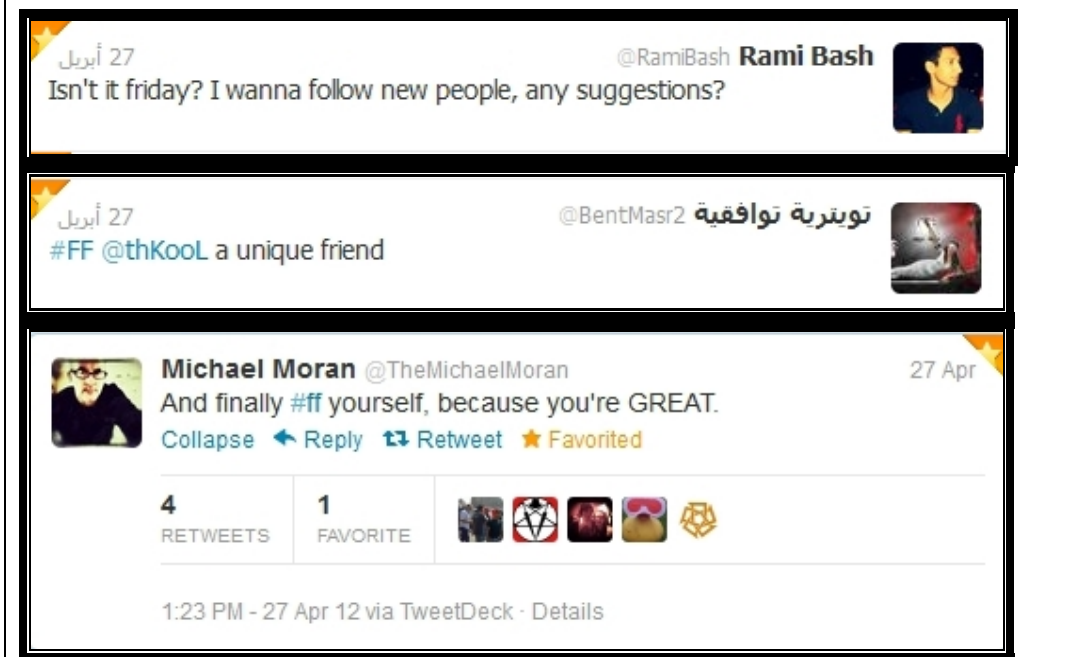 27 أبريل @RamiBash Rami Bash
Isn't it friday? I wanna follow new people, any suggestions?
27 أبريل @BentMasr2 تويترية توافقية
#FF @thKooL a unique friend
Michael Moran @TheMichaelMoran 27 Apr
And finally #ff yourself, because you're GREAT.
Collapse Reply Retweet Favorited
4 1
RETWEETS FAVORITE
1:23 PM - 27 Apr 12 via TweetDeck · Details